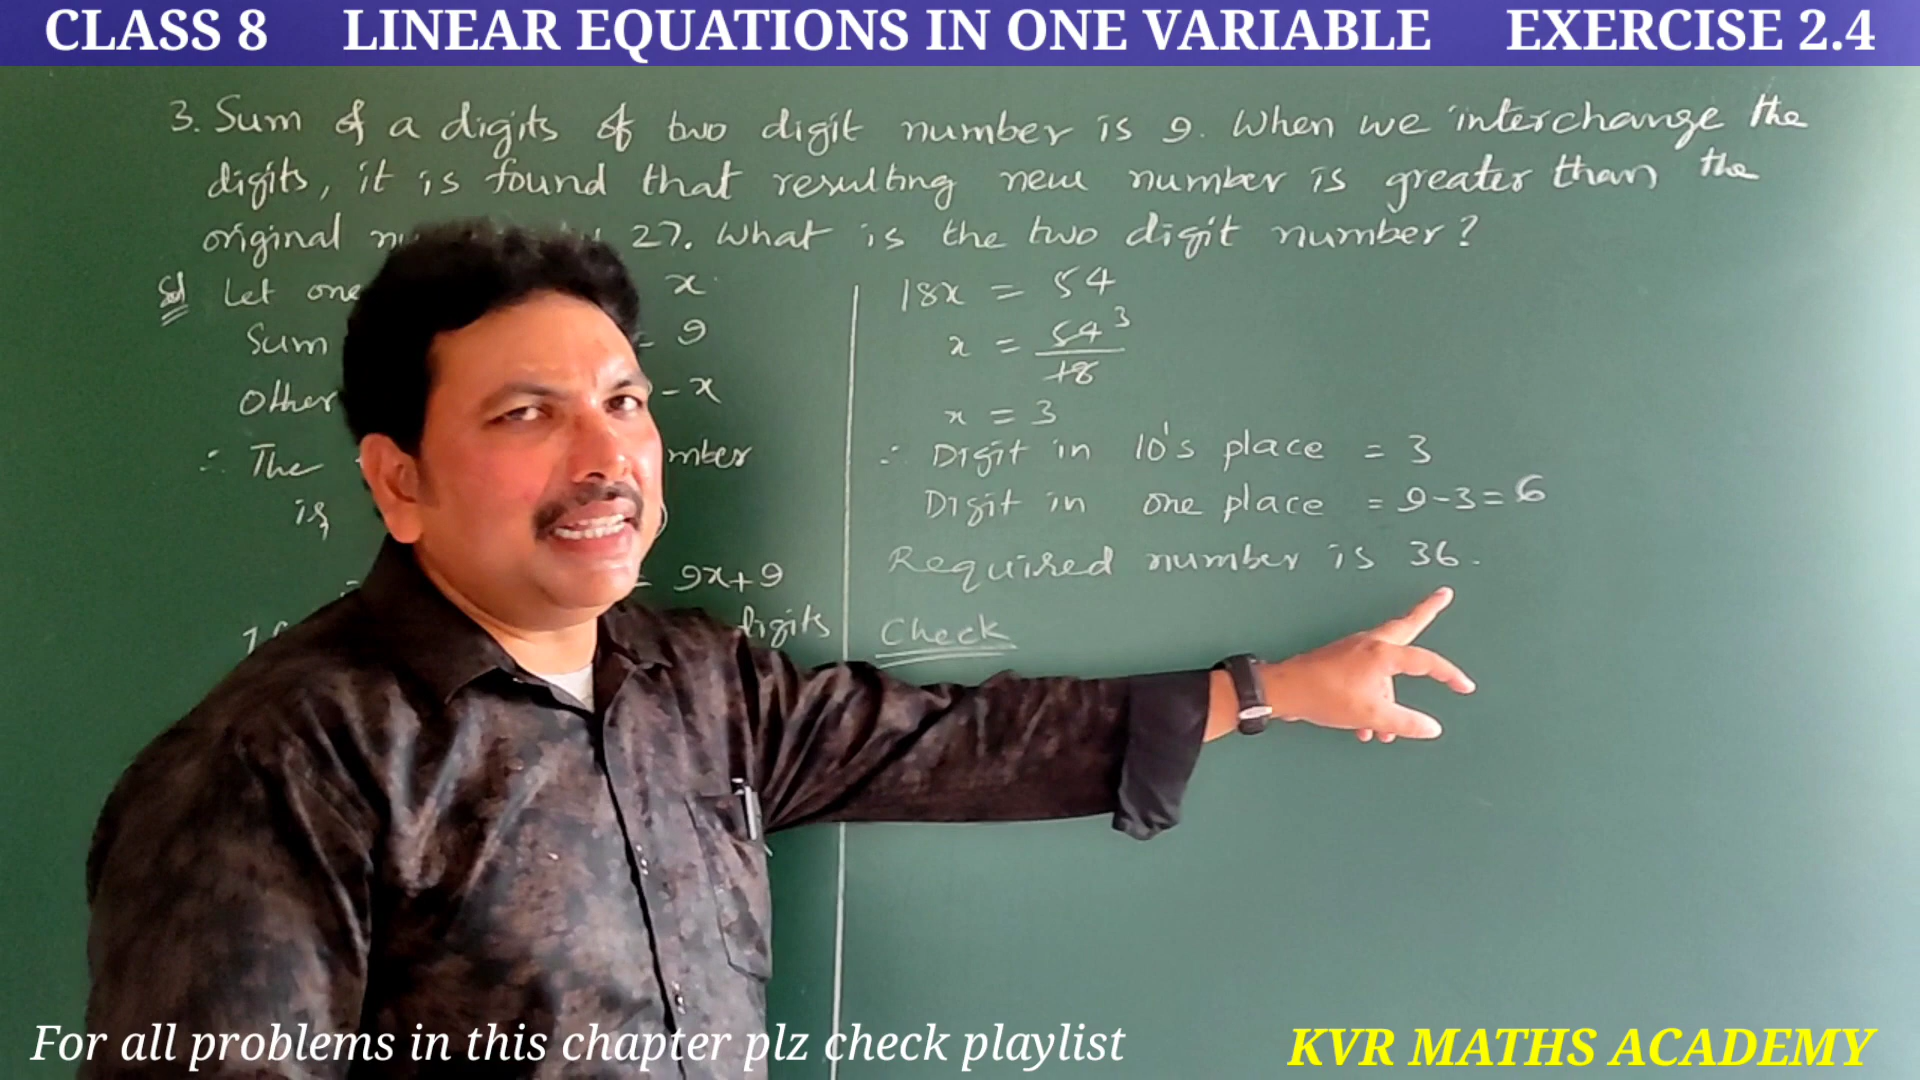 CLASS 8 LINEAR EQUATIONS IN ONE VARIABLE EXERCISE 2.4
3. Sum of a digits of two digit number is 9. When we interchange the
digits, it is found that resulting new number is greater than the
original 27. What is the two digit number?
Sol Let one x.
Sum = 9
Other - x
∴ The mber
is )
= 9x+9
digits
18x = 54
x = 54 3
18
x = 3
∴ Digit in 10's place = 3
Digit in one place = 9-3=6
Required number is 36.
Check
For all problems in this chapter plz check playlist
KVR MATHS ACADEMY